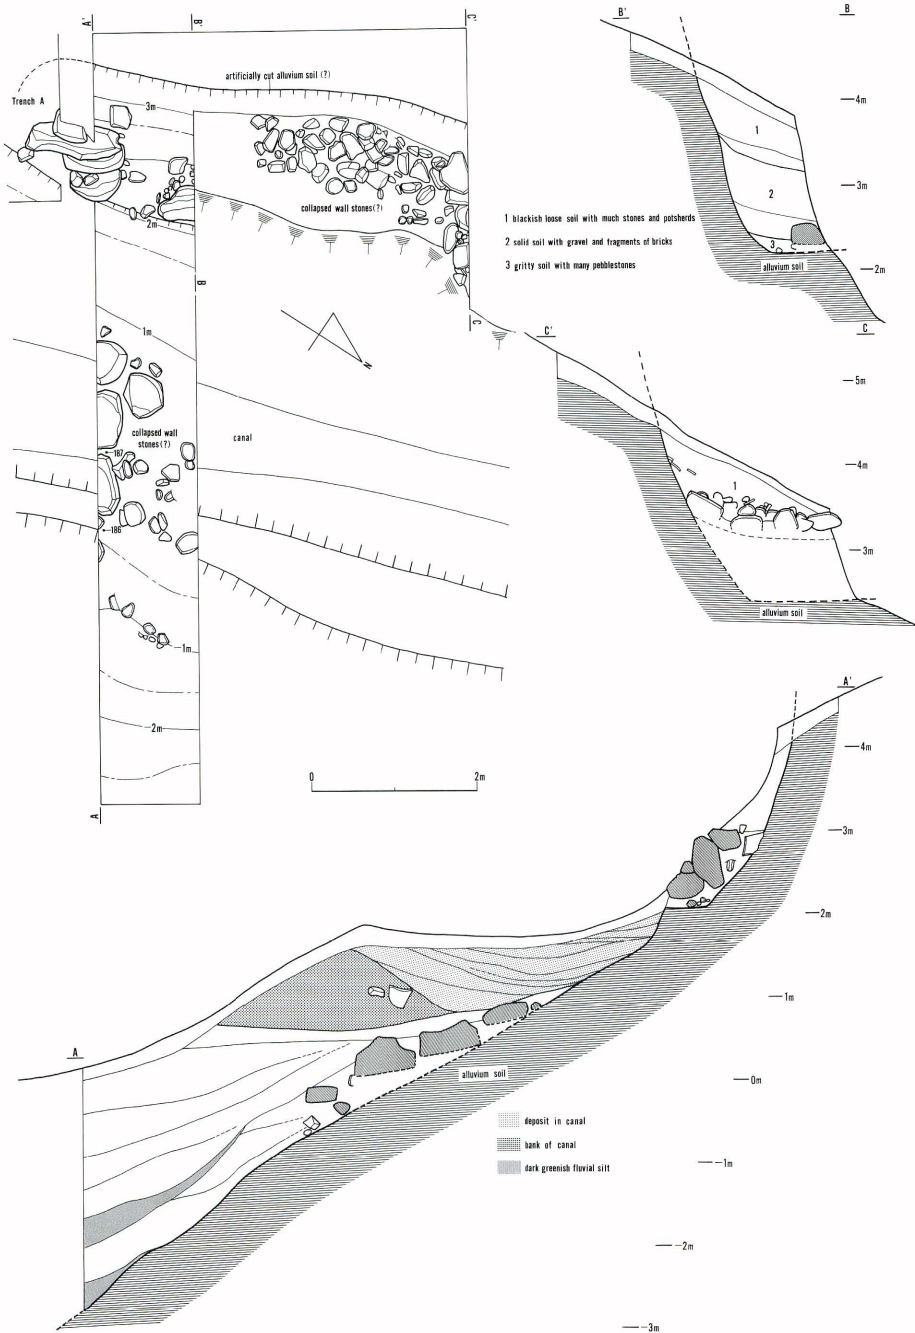 A'
B'
C'
artificially cut alluvium soil (?)
Trench A
3m
collapsed wall stones(?)
2m
B
C
1m
N
canal
collapsed wall
stones(?)
187
186
1m
2m
A
0
2m
B'
B
4m
1
3m
2
3
alluvium soil
2m
1 blackish loose soil with much stones and potsherds
2 solid soil with gravel and fragments of bricks
3 gritty soil with many pebblestones
C'
C
5m
4m
1
3m
alluvium soil
A'
4m
3m
2m
1m
A
alluvium soil
0m
deposit in canal
bank of canal
dark greenish fluvial silt
-1m
-2m
-3m